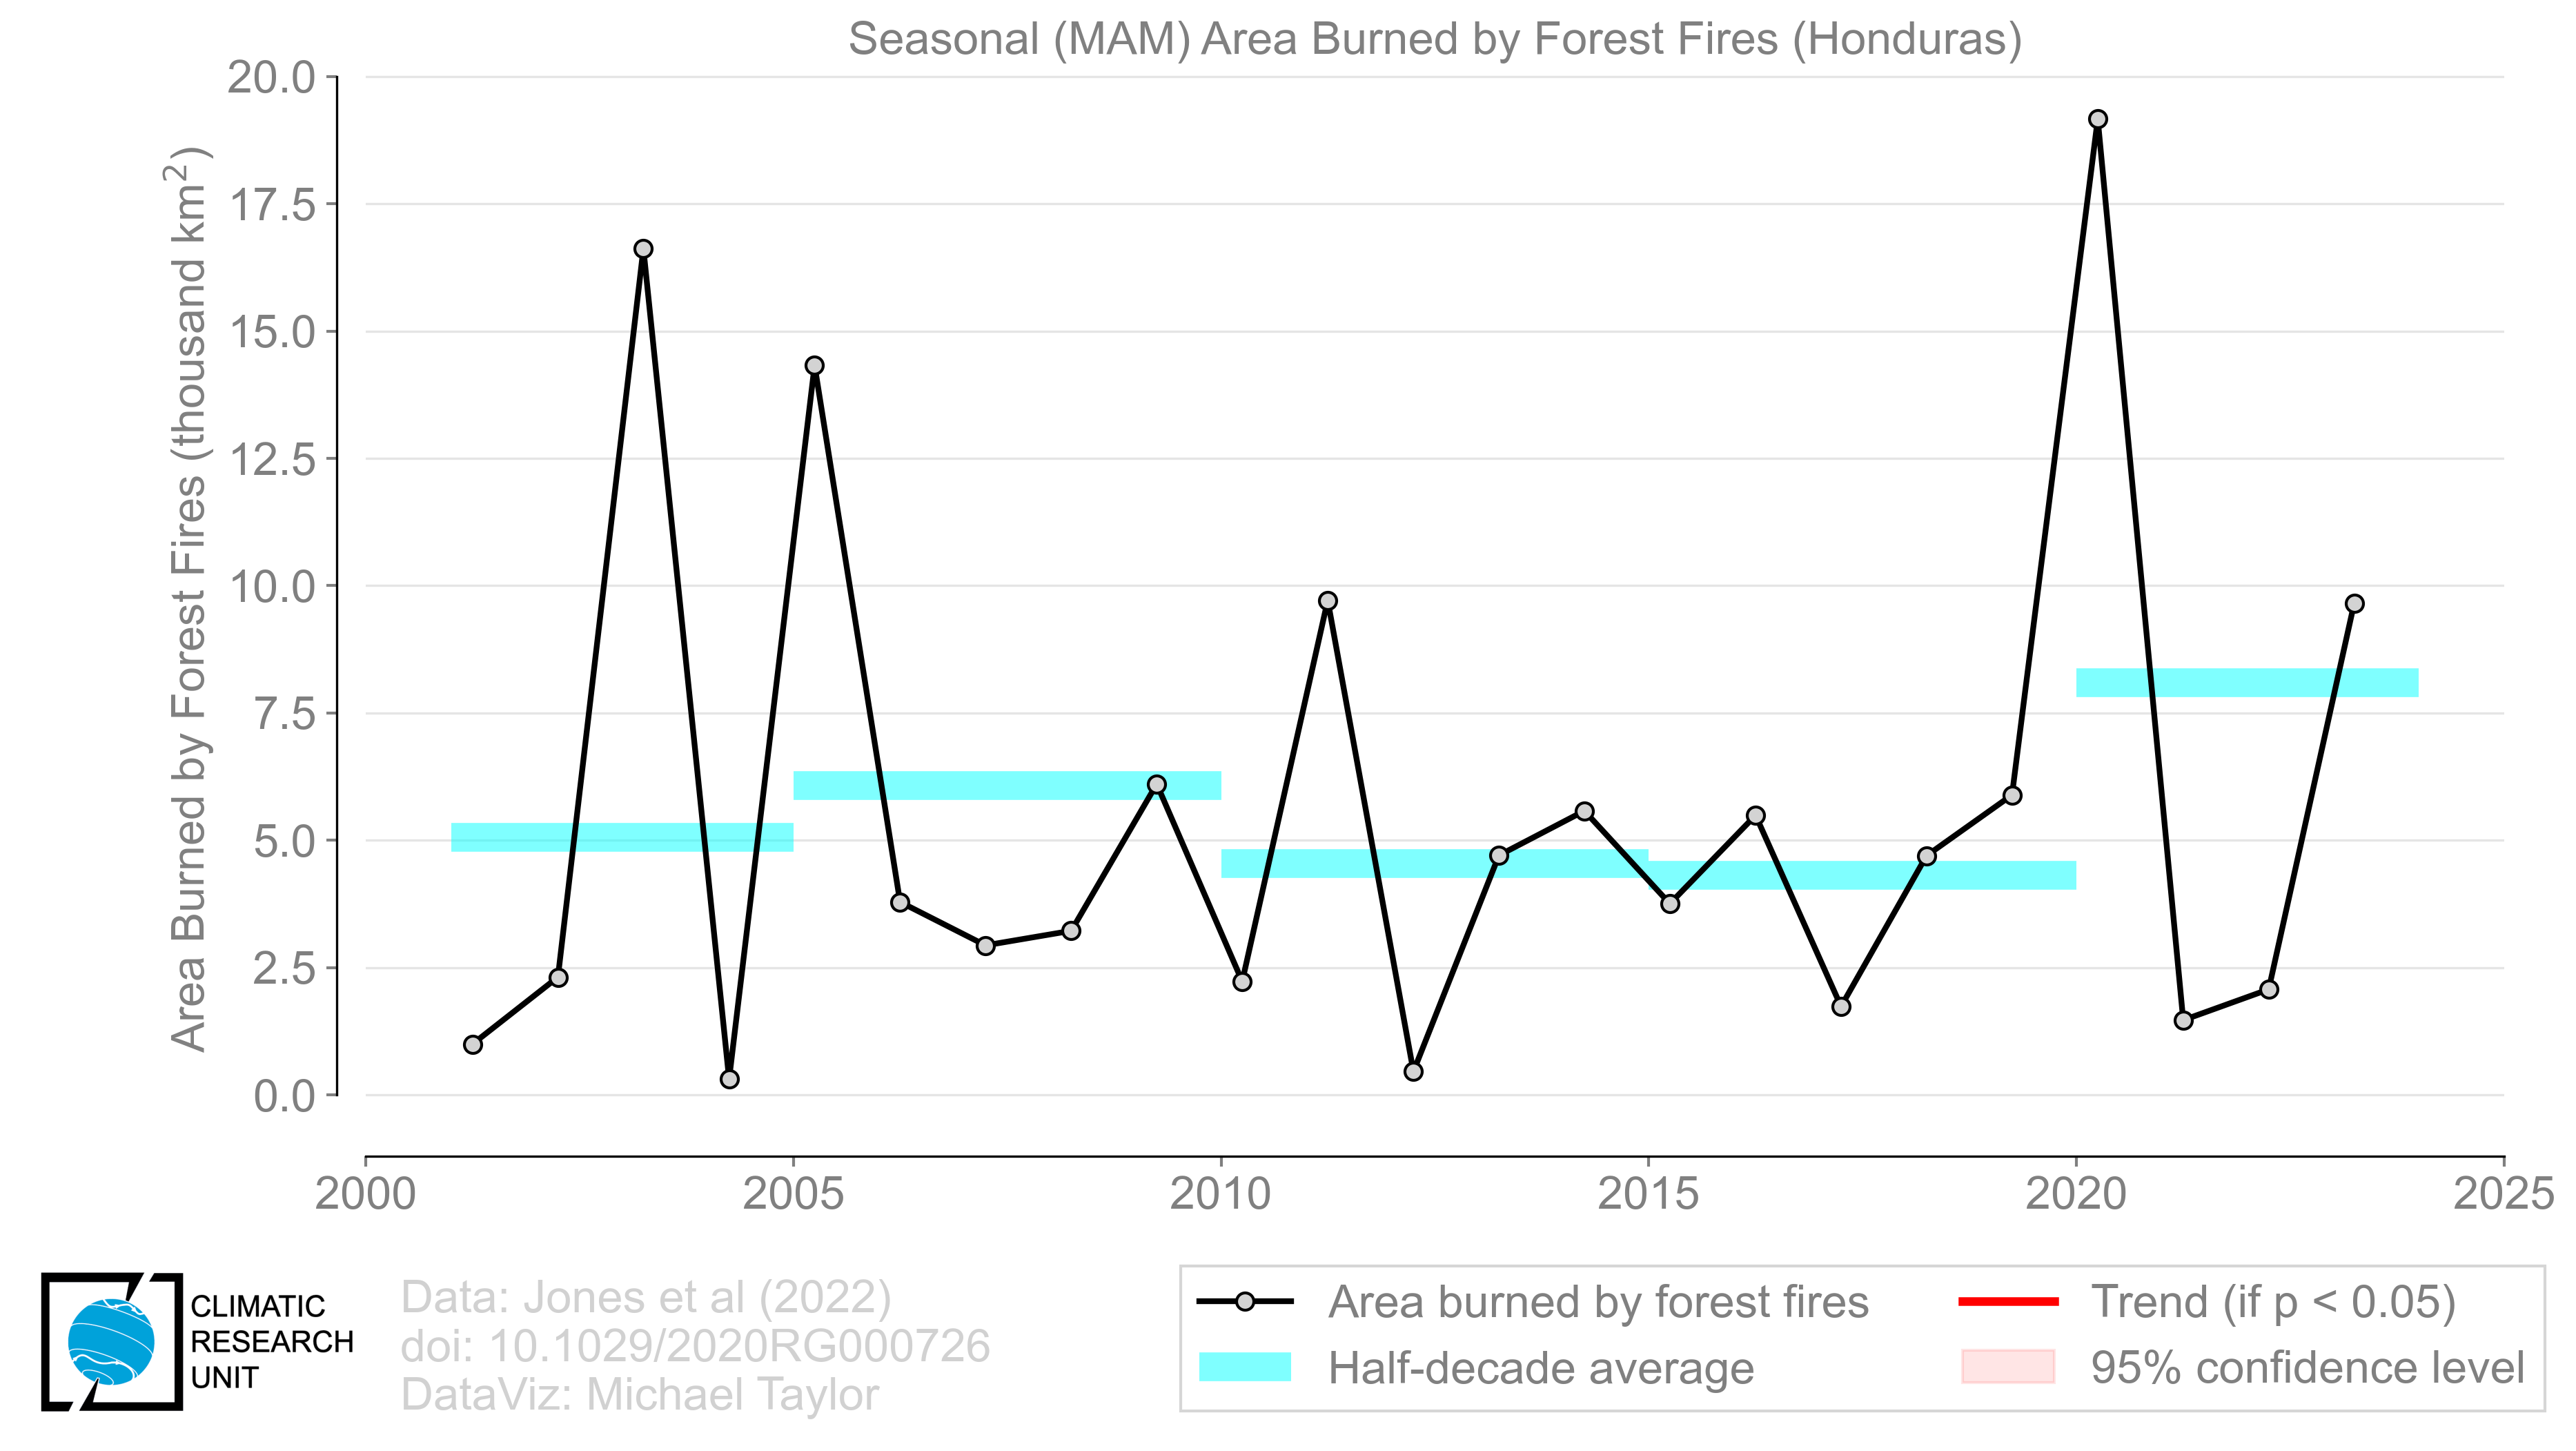 Seasonal (MAM) Area Burned by Forest Fires (Honduras)
Area Burned by Forest Fires (thousand km²)
20.0
17.5
15.0
12.5
10.0
7.5
5.0
2.5
0.0
2000 2005 2010 2015 2020 2025
CLIMATIC
RESEARCH
UNIT
Data: Jones et al (2022)
doi: 10.1029/2020RG000726
DataViz: Michael Taylor
Area burned by forest fires
Half-decade average
Trend (if p < 0.05)
95% confidence level